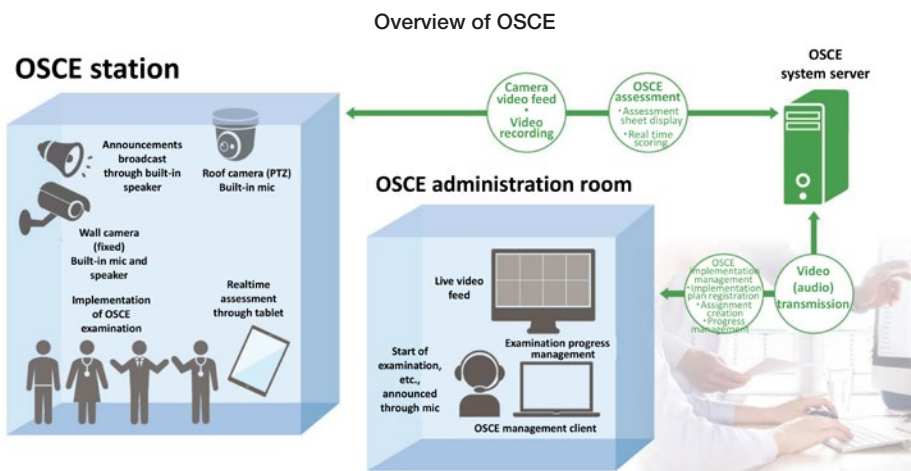 Overview of OSCE
OSCE station
Announcements
broadcast
through built-in
speaker
Roof camera (PTZ)
Built-in mic
Wall camera
(fixed)
Built-in mic and
speaker
Implementation
of OSCE
examination
Realtime
assessment
through tablet
Camera
video feed
・
Video
recording
OSCE
assessment
・Assessment
sheet display
・Real time
scoring
OSCE
system server
OSCE administration room
Live video
feed
Examination progress
management
Start of
examination,
etc.,
announced
through mic
OSCE management client
OSCE
implementation
management
・Implementation
plan registration
・Assignment
creation
・Progress
management
Video
(audio)
transmission